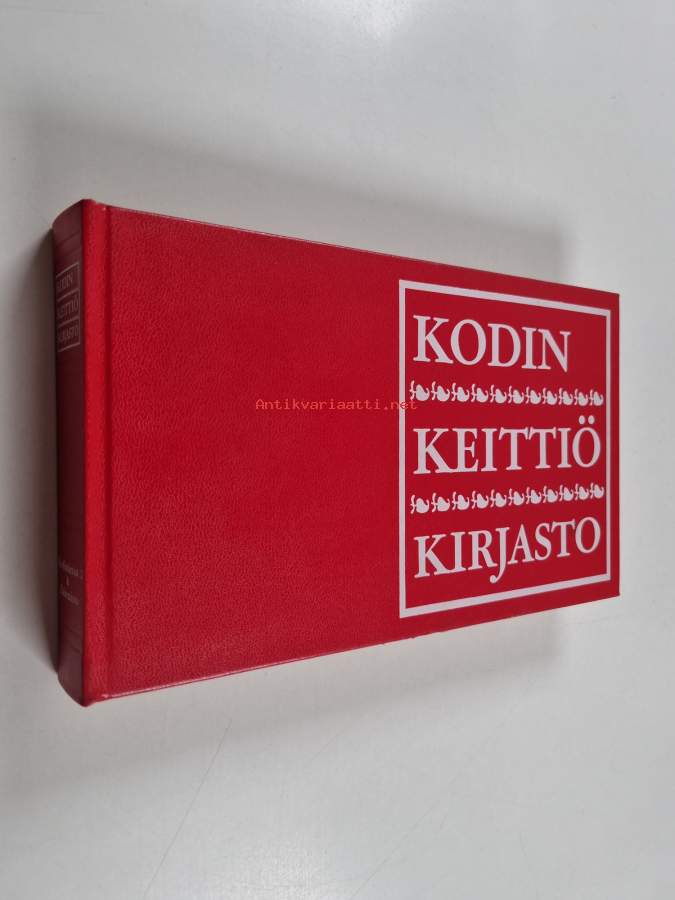 KODIN
KEITTIÖ
KIRJASTO
KODIN
KEITTIÖ
KIRJASTO
Antikvariaatti.net